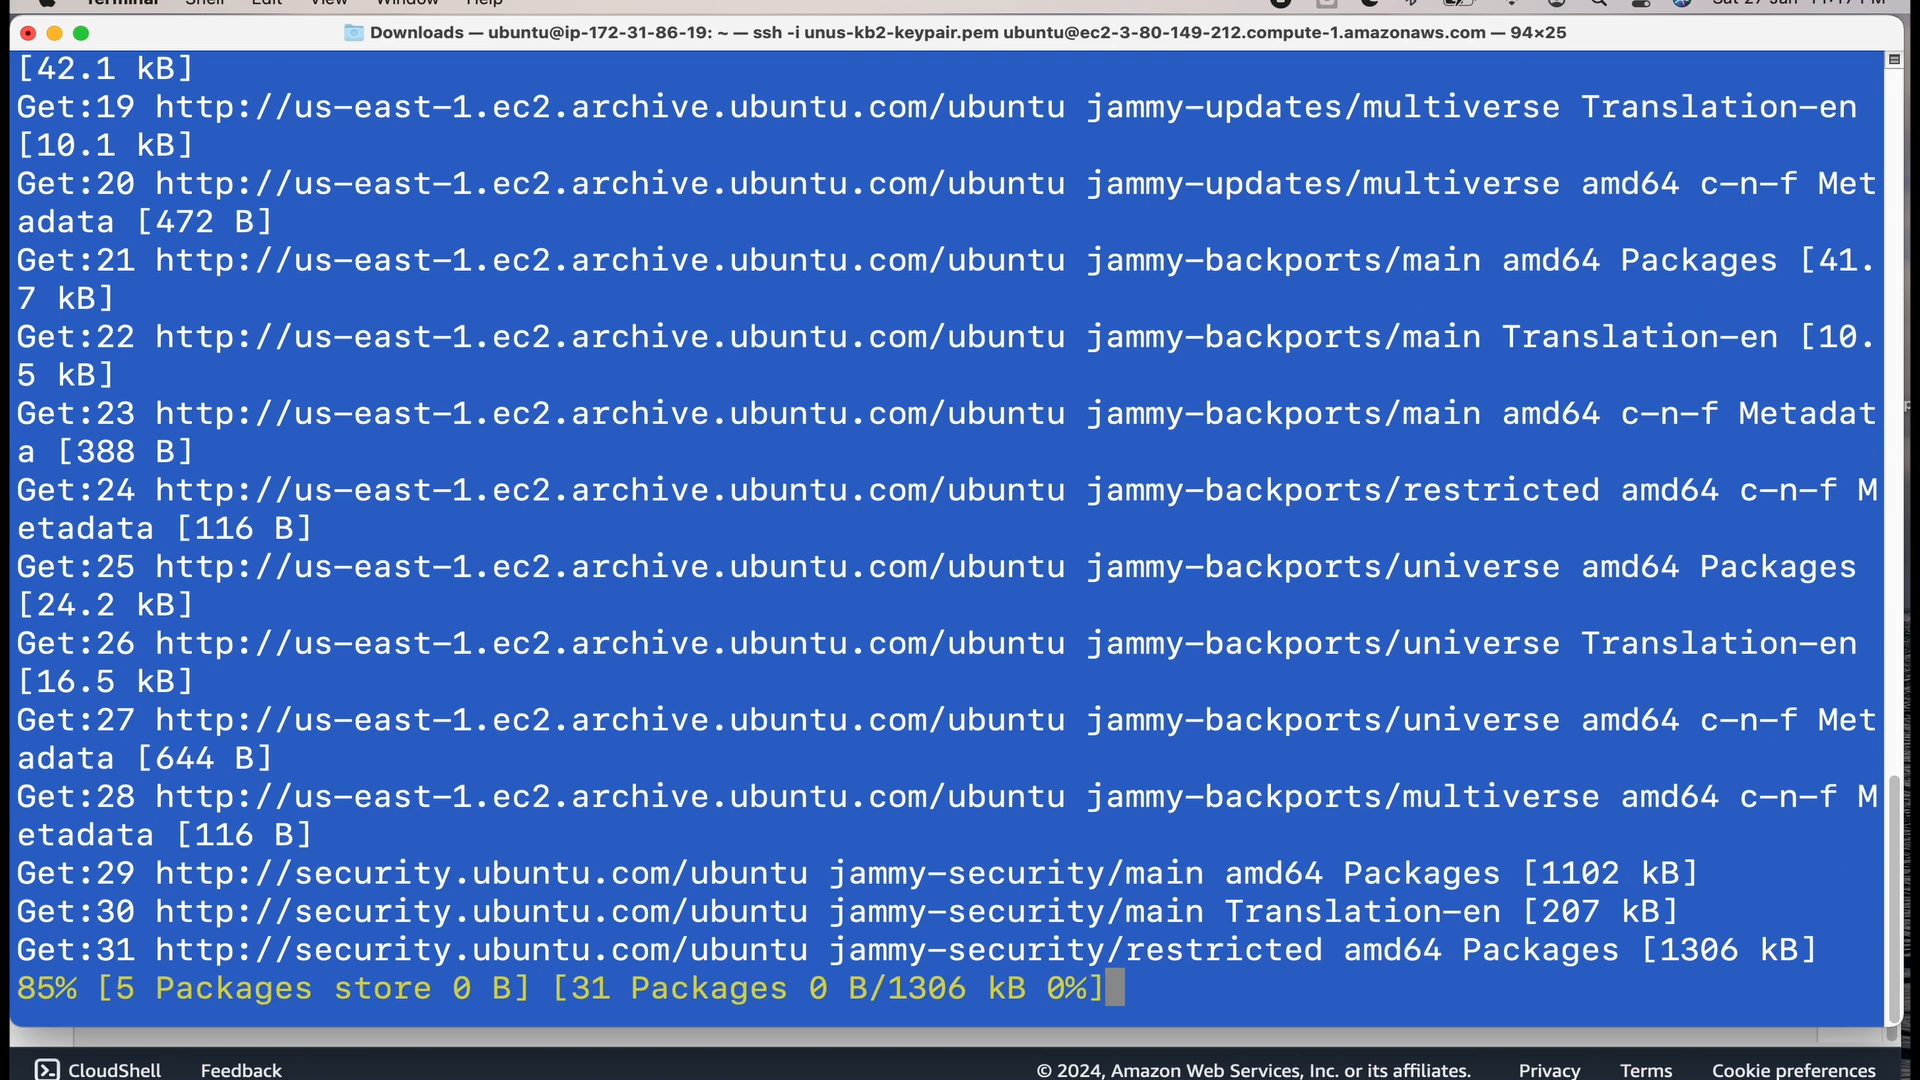 Terminal Shell Edit View Window Help
Downloads — ubuntu@ip-172-31-86-19: ~ — ssh -i unus-kb2-keypair.pem ubuntu@ec2-3-80-149-212.compute-1.amazonaws.com — 94×25
[42.1 kB]
Get:19 http://us-east-1.ec2.archive.ubuntu.com/ubuntu jammy-updates/multiverse Translation-en
[10.1 kB]
Get:20 http://us-east-1.ec2.archive.ubuntu.com/ubuntu jammy-updates/multiverse amd64 c-n-f Met
adata [472 B]
Get:21 http://us-east-1.ec2.archive.ubuntu.com/ubuntu jammy-backports/main amd64 Packages [41.
7 kB]
Get:22 http://us-east-1.ec2.archive.ubuntu.com/ubuntu jammy-backports/main Translation-en [10.
5 kB]
Get:23 http://us-east-1.ec2.archive.ubuntu.com/ubuntu jammy-backports/main amd64 c-n-f Metadat
a [388 B]
Get:24 http://us-east-1.ec2.archive.ubuntu.com/ubuntu jammy-backports/restricted amd64 c-n-f M
etadata [116 B]
Get:25 http://us-east-1.ec2.archive.ubuntu.com/ubuntu jammy-backports/universe amd64 Packages
[24.2 kB]
Get:26 http://us-east-1.ec2.archive.ubuntu.com/ubuntu jammy-backports/universe Translation-en
[16.5 kB]
Get:27 http://us-east-1.ec2.archive.ubuntu.com/ubuntu jammy-backports/universe amd64 c-n-f Met
adata [644 B]
Get:28 http://us-east-1.ec2.archive.ubuntu.com/ubuntu jammy-backports/multiverse amd64 c-n-f M
etadata [116 B]
Get:29 http://security.ubuntu.com/ubuntu jammy-security/main amd64 Packages [1102 kB]
Get:30 http://security.ubuntu.com/ubuntu jammy-security/main Translation-en [207 kB]
Get:31 http://security.ubuntu.com/ubuntu jammy-security/restricted amd64 Packages [1306 kB]
85% [5 Packages store 0 B] [31 Packages 0 B/1306 kB 0%]
CloudShell Feedback © 2024, Amazon Web Services, Inc. or its affiliates. Privacy Terms Cookie preferences